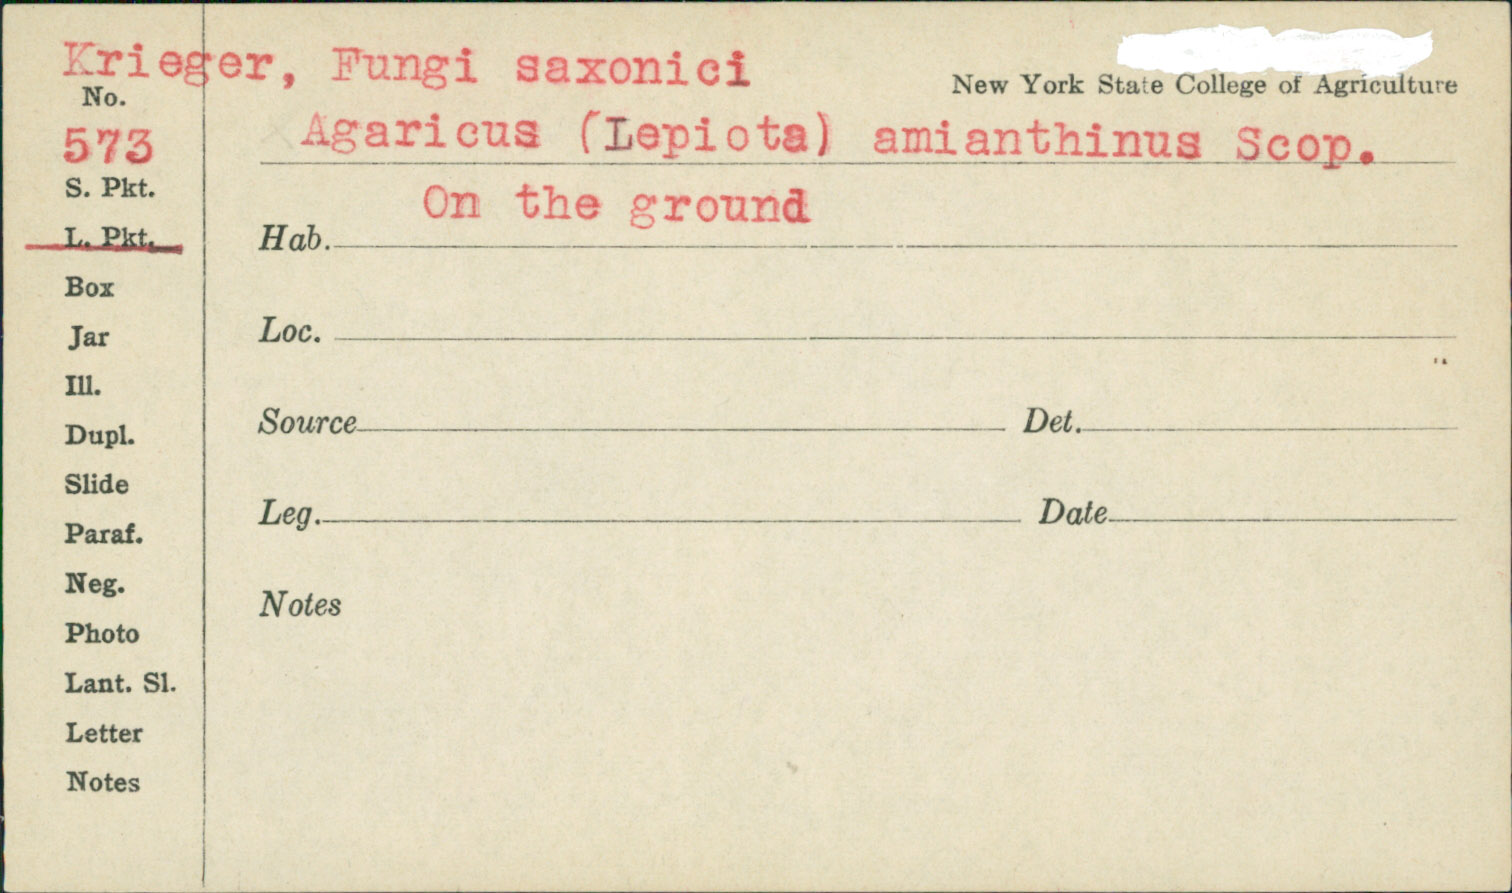 Krieger, Fungi saxonici
New York State College of Agriculture
No.
573
Agaricus (Lepiota) amianthinus Scop.
S. Pkt.
On the ground
L. Pkt.
Hab.
Box
Loc.
Jar
Ill.
Source Det.
Dupl.
Slide
Leg. Date
Paraf.
Neg.
Notes
Photo
Lant. Sl.
Letter
Notes